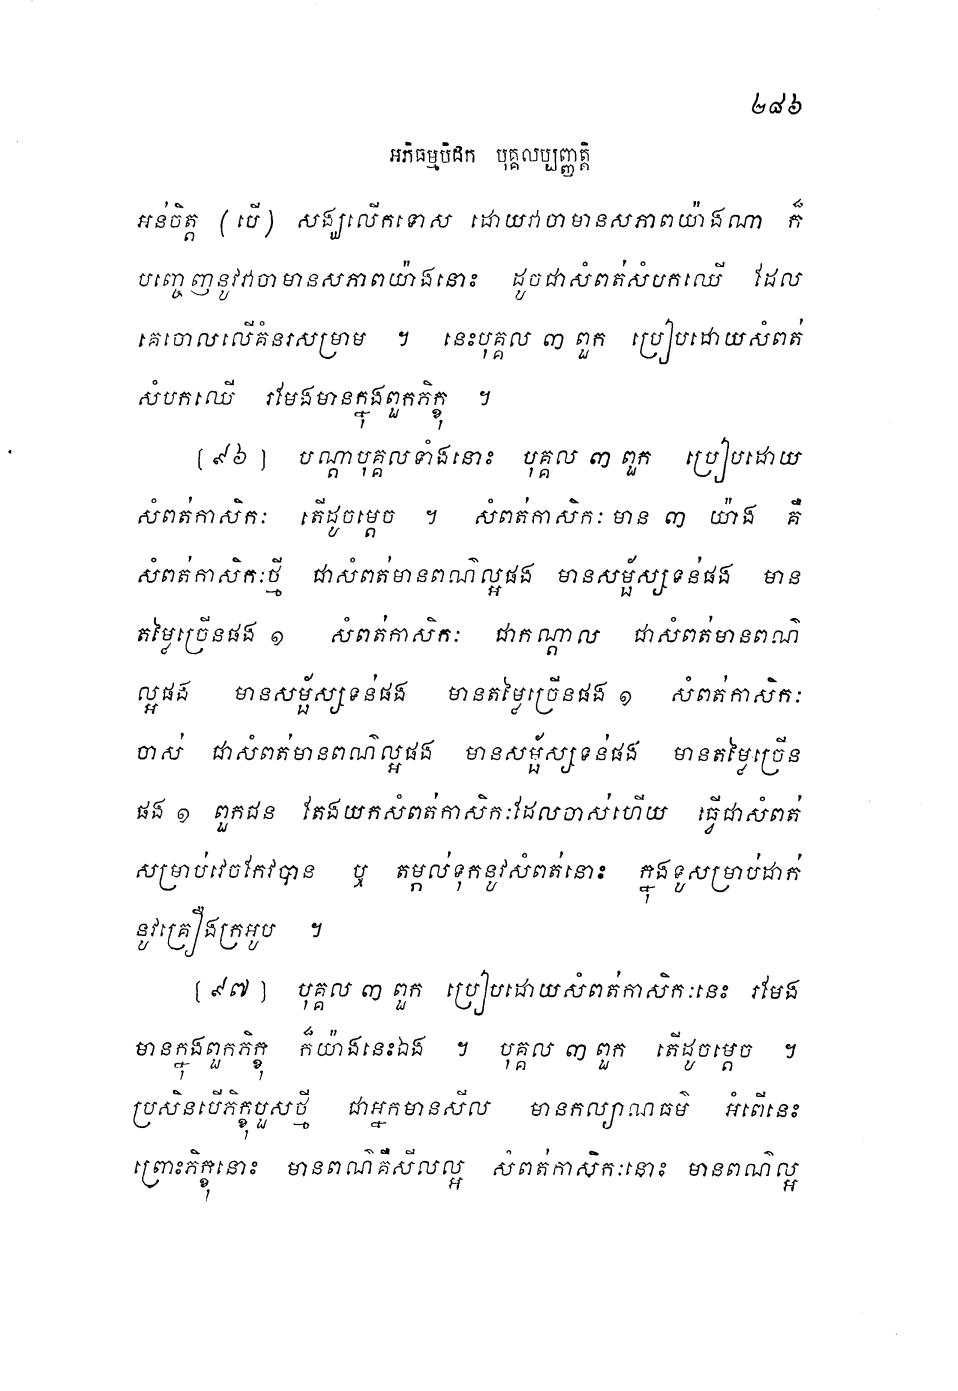 ២៨៦
អភិធម្មបិដក បុគ្គលប្បញ្ញត្តិ
អន់ចិត្ត (បើ) សង្ឃលើកទោស ដោយវាចាមានសភាពយ៉ាងណា ក៏
បញ្ចេញនូវវាចាមានសភាពយ៉ាងនោះ ដូចជាសំពត់សំបកឈើ ដែល
គេចោលលើគំនរសម្រាម ។ នេះបុគ្គល ៣ ពួក ប្រៀបដោយសំពត់
សំបកឈើ រមែងមានក្នុងពួកភិក្ខុ ។
(៩៦) បណ្តាបុគ្គលទាំងនោះ បុគ្គល ៣ ពួក ប្រៀបដោយ
សំពត់កាសិកៈ តើដូចម្តេច ។ សំពត់កាសិកៈមាន ៣ យ៉ាង គឺ
សំពត់កាសិកៈថ្មី ជាសំពត់មានពណ៌ល្អផង មានសម្ផ័ស្សទន់ផង មាន
តម្លៃច្រើនផង ១ សំពត់កាសិកៈ ជាកណ្តាល ជាសំពត់មានពណ៌
ល្អផង មានសម្ផ័ស្សទន់ផង មានតម្លៃច្រើនផង ១ សំពត់កាសិកៈ
ចាស់ ជាសំពត់មានពណ៌ល្អផង មានសម្ផ័ស្សទន់ផង មានតម្លៃច្រើន
ផង ១ ពួកជន តែងយកសំពត់កាសិកៈដែលចាស់ហើយ ធ្វើជាសំពត់
សម្រាប់វេចកែវបាន ឬ តម្កល់ទុកនូវសំពត់នោះ ក្នុងទូសម្រាប់ដាក់
នូវគ្រឿងក្រអូប ។
(៩៧) បុគ្គល ៣ ពួក ប្រៀបដោយសំពត់កាសិកៈនេះ រមែង
មានក្នុងពួកភិក្ខុ ក៏យ៉ាងនេះឯង ។ បុគ្គល ៣ ពួក តើដូចម្តេច ។
ប្រសិនបើភិក្ខុបួសថ្មី ជាអ្នកមានសីល មានកល្យាណធម៌ អំពើនេះ
ព្រោះភិក្ខុនោះ មានពណ៌គឺសីលល្អ សំពត់កាសិកៈនោះ មានពណ៌ល្អ